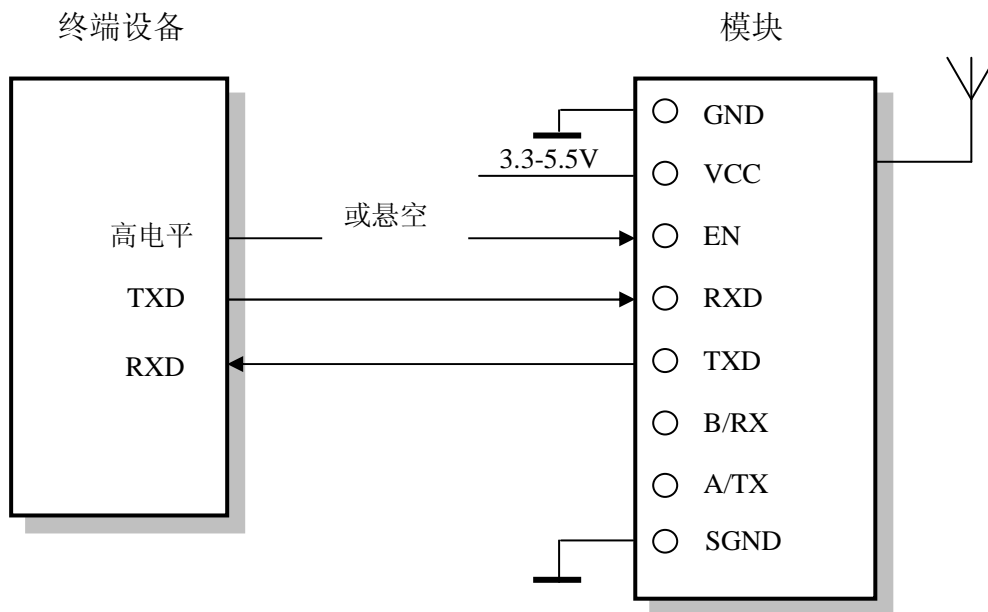 终端设备
模块
GND
3.3-5.5V
VCC
高电平
或悬空
EN
TXD
RXD
RXD
TXD
B/RX
A/TX
SGND